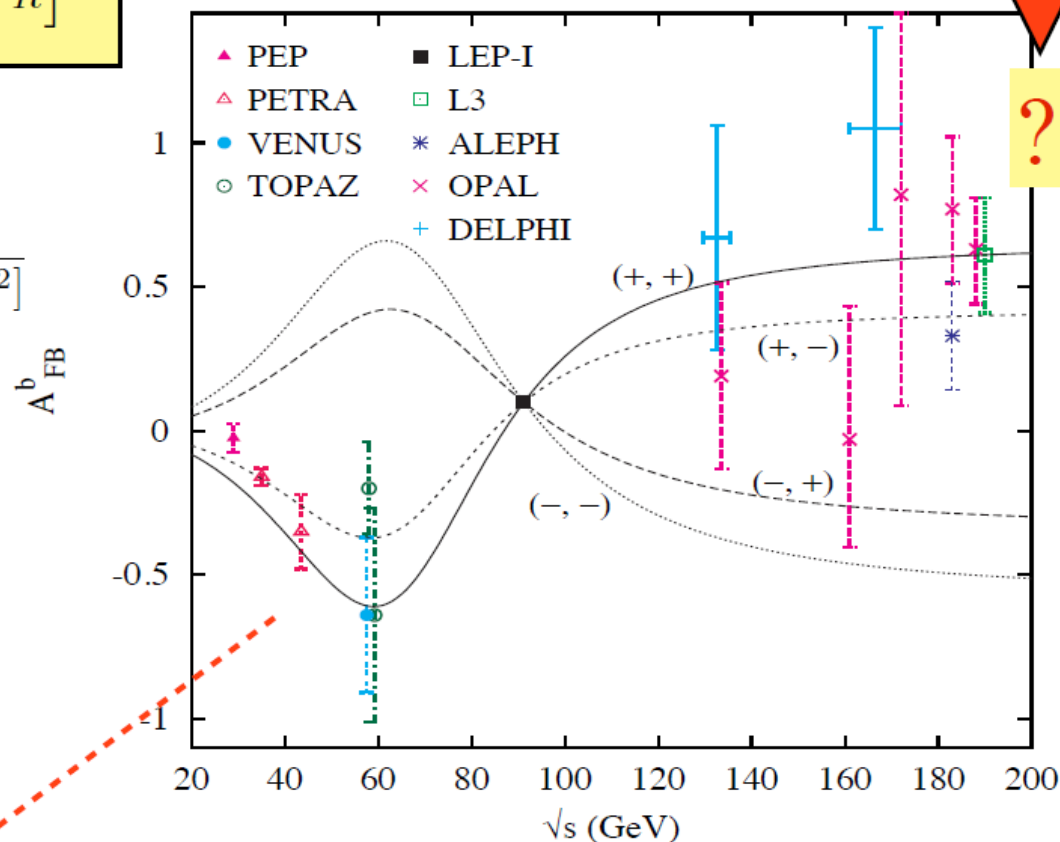 R]
PEP
PETRA
VENUS
TOPAZ
LEP-I
L3
ALEPH
OPAL
DELPHI
?
2]
A^b_FB
1
0.5
0
-0.5
-1
(+, +)
(+, −)
(−, +)
(−, −)
20 40 60 80 100 120 140 160 180 200
√s (GeV)